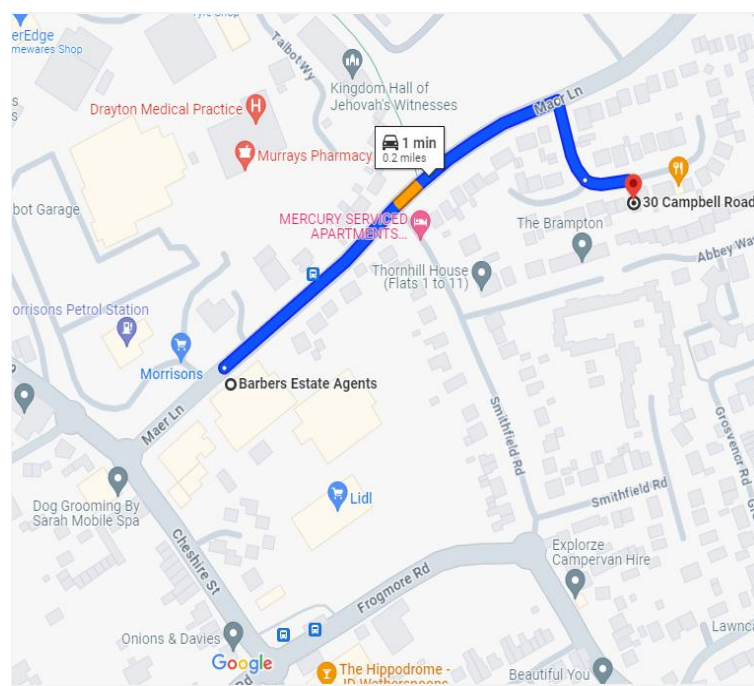 erEdge
mewares Shop
Tyre Shop
Talbot Wy
Kingdom Hall of
Jehovah's Witnesses
Maer Ln
Drayton Medical Practice
H
1 min
0.2 miles
Murrays Pharmacy
30 Campbell Road
bot Garage
MERCURY SERVICED
APARTMENTS...
The Brampton
Abbey Way
Thornhill House
(Flats 1 to 11)
orrisons Petrol Station
Morrisons
Barbers Estate Agents
Maer Ln
Smithfield Rd
Grosvenor Rd
Dog Grooming By
Sarah Mobile Spa
Lidl
Smithfield Rd
Cheshire St
Explorze
Campervan Hire
Frogmore Rd
Onions & Davies
Lawnca
Google
The Hippodrome -
JD Wetherspoons
Beautiful You
Rd